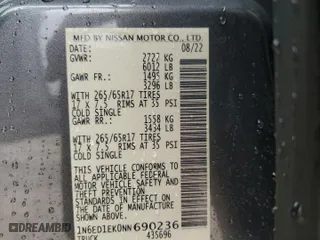 MFD BY NISSAN MOTOR CO., LTD.
08/22
GVWR: 2727 KG
6012 LB
GAWR FR. 1495 KG
3296 LB
WITH 265/65R17 TIRES
17 X 7.5 RIMS AT 35 PSI
COLD SINGLE
GAWR RR. 1558 KG
3434 LB
WITH 265/65R17 TIRES
17 X 7.5 RIMS AT 35 PSI
COLD SINGLE
THIS VEHICLE CONFORMS TO
ALL APPLICABLE FEDERAL
MOTOR VEHICLE SAFETY AND
THEFT PREVENTION STANDARDS
IN EFFECT ON THE DATE OF
MANUFACTURE SHOWN ABOVE.
1N6ED1EK0NN690236
TRUCK 435696
DREAMBID